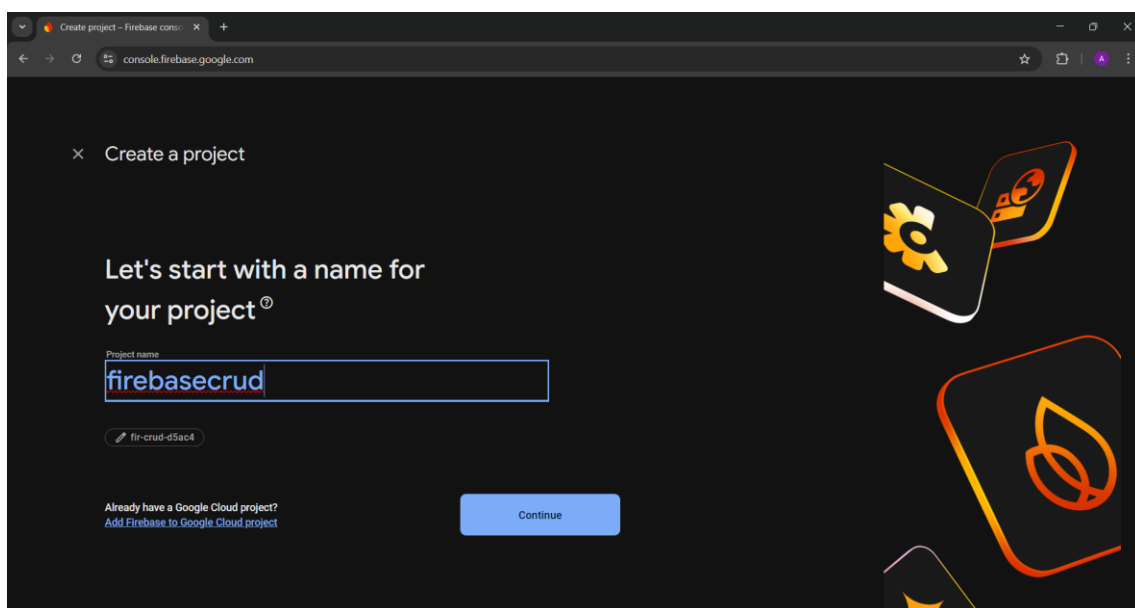 Create project – Firebase conso
console.firebase.google.com
A
Create a project
Let's start with a name for
your project
Project name
firebasecrud
fir-crud-d5ac4
Already have a Google Cloud project?
Add Firebase to Google Cloud project
Continue